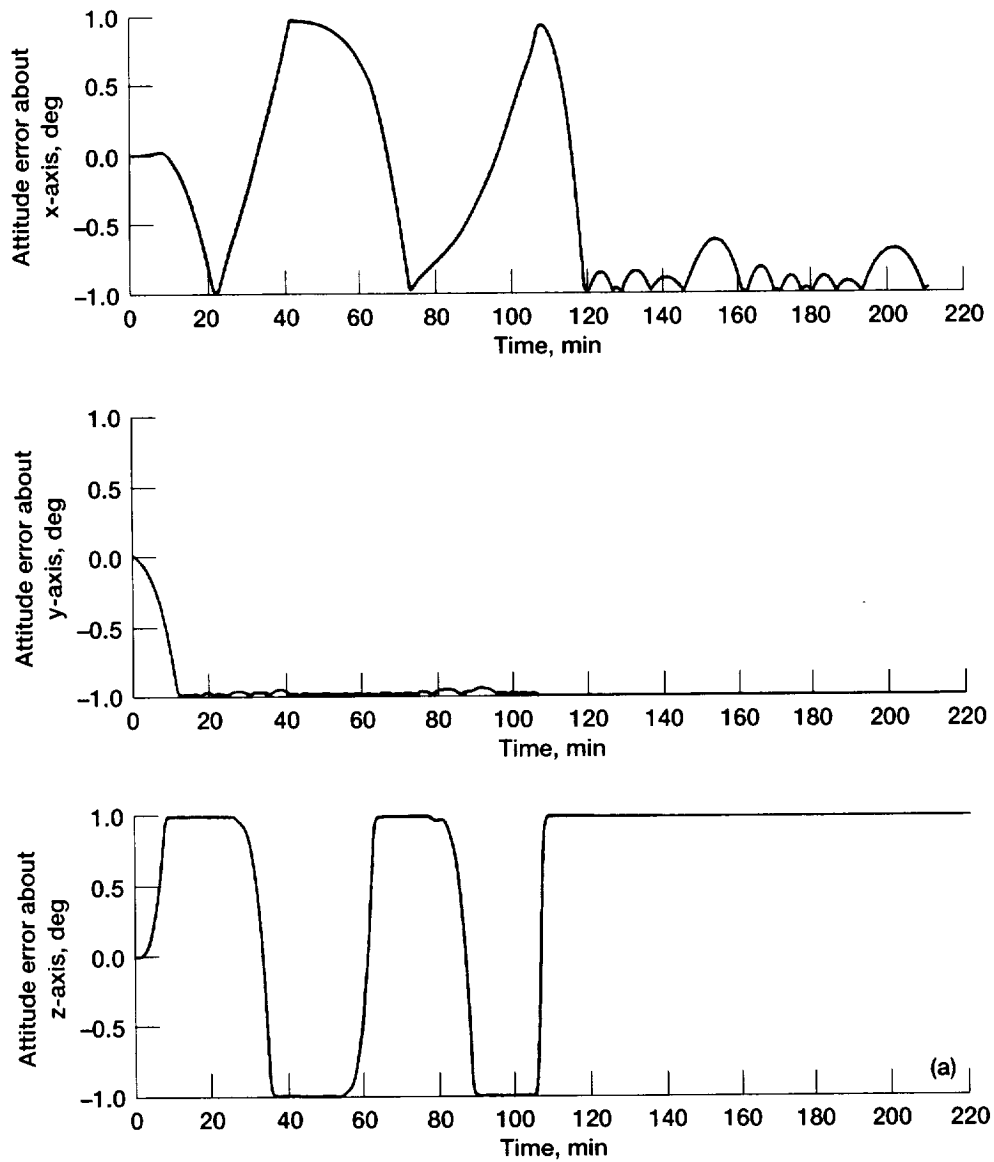 Attitude error about
x-axis, deg
1.0
0.5
0.0
–0.5
–1.0
0 20 40 60 80 100 120 140 160 180 200 220
Time, min
Attitude error about
y-axis, deg
1.0
0.5
0.0
–0.5
–1.0
0 20 40 60 80 100 120 140 160 180 200 220
Time, min
Attitude error about
z-axis, deg
1.0
0.5
0.0
–0.5
–1.0
(a)
0 20 40 60 80 100 120 140 160 180 200 220
Time, min